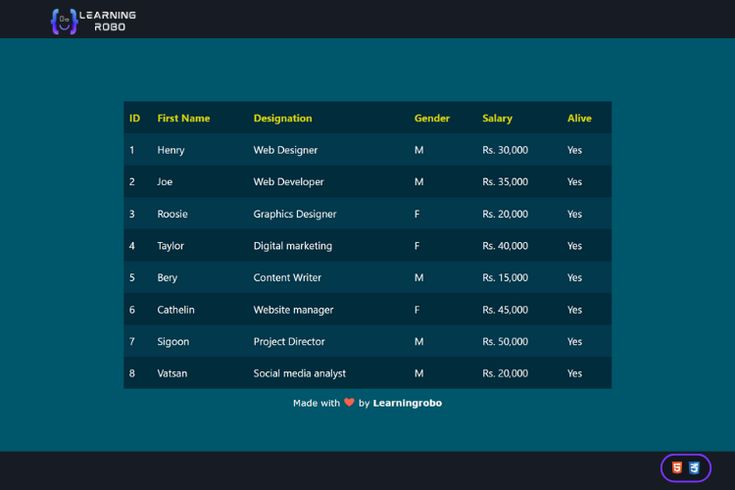 LEARNING
ROBO
ID First Name Designation Gender Salary Alive
1 Henry Web Designer M Rs. 30,000 Yes
2 Joe Web Developer M Rs. 35,000 Yes
3 Roosie Graphics Designer F Rs. 20,000 Yes
4 Taylor Digital marketing F Rs. 40,000 Yes
5 Bery Content Writer M Rs. 15,000 Yes
6 Cathelin Website manager F Rs. 45,000 Yes
7 Sigoon Project Director M Rs. 50,000 Yes
8 Vatsan Social media analyst M Rs. 20,000 Yes
Made with ❤️ by Learningrobo